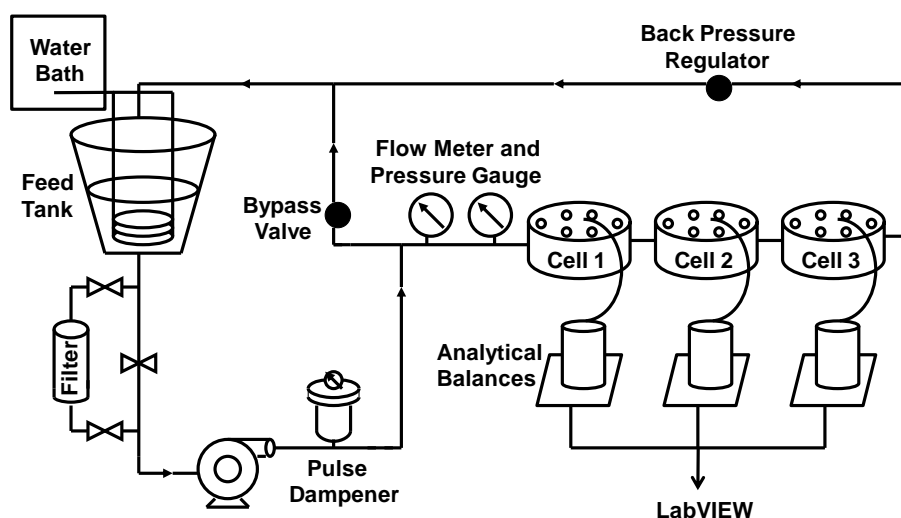 Water
Bath
Back Pressure
Regulator
Flow Meter and
Pressure Gauge
Feed
Tank
Bypass
Valve
Cell 1
Cell 2
Cell 3
Filter
Analytical
Balances
Pulse
Dampener
LabVIEW